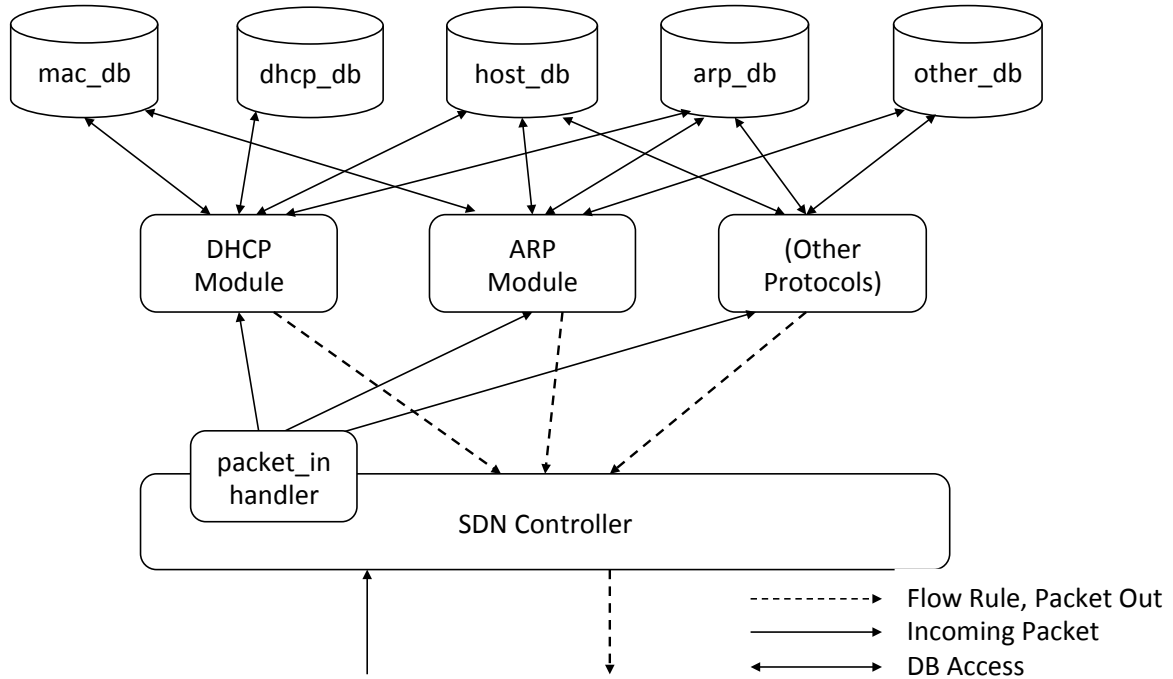 mac_db
dhcp_db
host_db
arp_db
other_db
DHCP
Module
ARP
Module
(Other
Protocols)
packet_in
handler
SDN Controller
Flow Rule, Packet Out
Incoming Packet
DB Access